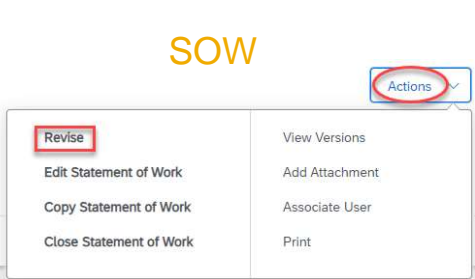 SOW
Actions
Revise
View Versions
Edit Statement of Work
Add Attachment
Copy Statement of Work
Associate User
Close Statement of Work
Print